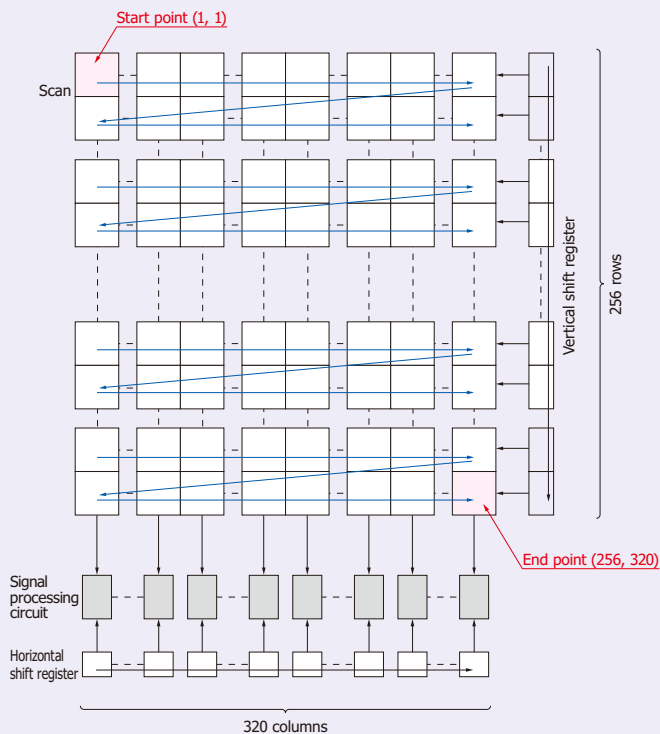 Start point (1, 1)
Scan
Vertical shift register
256 rows
End point (256, 320)
Signal
processing
circuit
Horizontal
shift register
320 columns